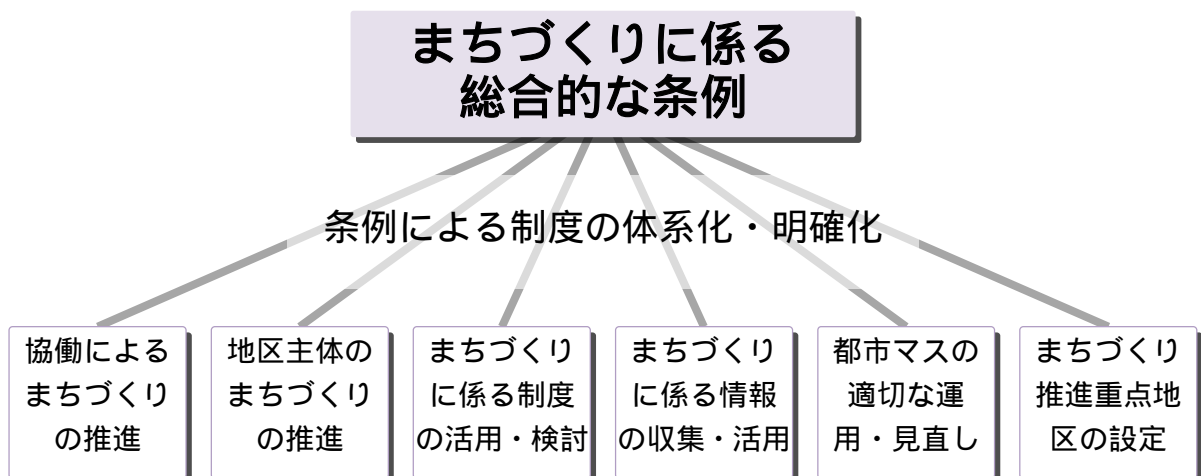 まちづくりに係る
総合的な条例
条例による制度の体系化・明確化
協働による
まちづくり
の推進
地区主体の
まちづくり
の推進
まちづくり
に係る制度
の活用・検討
まちづくり
に係る情報
の収集・活用
都市マスの
適切な運
用・見直し
まちづくり
推進重点地
区の設定